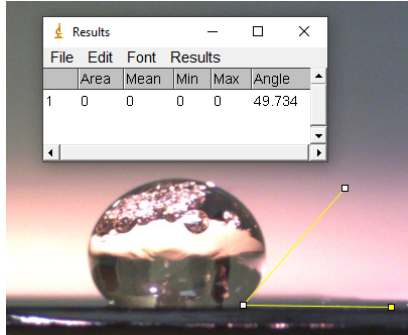 Results
File Edit Font Results
Area Mean Min Max Angle
1 0 0 0 0 49.734